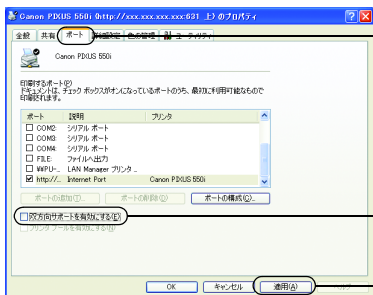 Canon PIXUS 550i (http://xxx.xxx.xxx.xxx:631 上) のプロパティ
全般 共有 ポート 詳細設定 色の管理 ユーティリティ
Canon PIXUS 550i
印刷するポート(P)
ドキュメントは、チェック ボックスがオンになっているポートのうち、最初に利用可能なもので
印刷されます。
ポート 説明 プリンタ
COM2: シリアル ポート
COM3: シリアル ポート
COM4: シリアル ポート
FILE: ファイルへ出力
¥¥PU-... LAN Manager プリンタ ...
http://... Internet Port Canon PIXUS 550i
ポートの追加(T)... ポートの削除(D) ポートの構成(C)...
双方向サポートを有効にする(E)
プリンタ プールを有効にする(N)
OK キャンセル 適用(A) ヘルプ